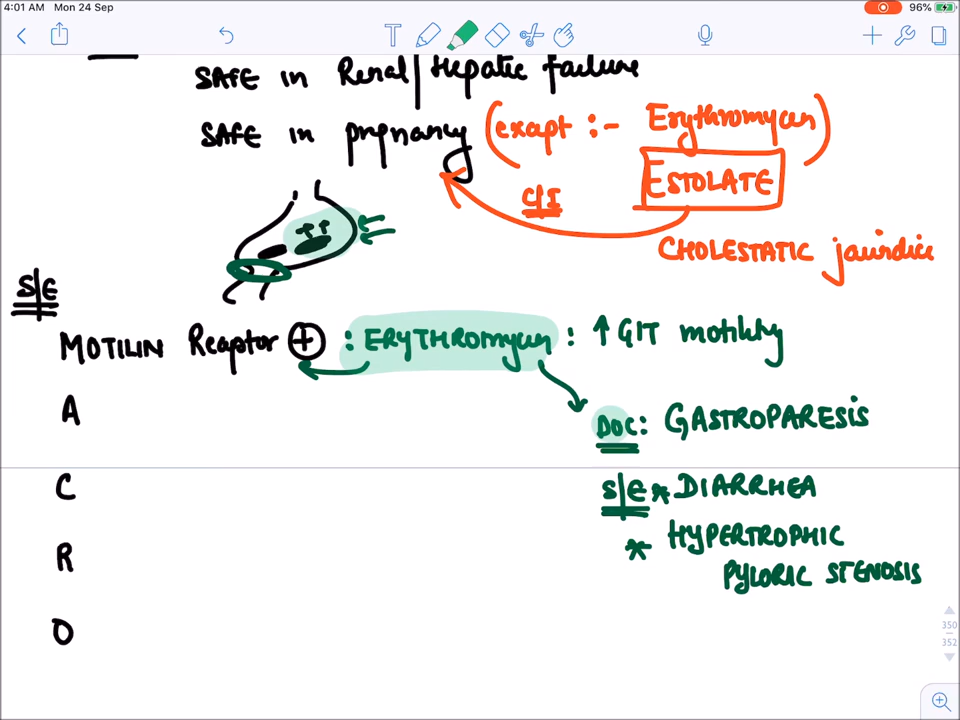 4:01 AM Mon 24 Sep
96%
T
SAFE in Renal/Hepatic failure
SAFE in pregnancy (exapt :- Erythromycin)
C/I ESTOLATE
CHOLESTATIC jaundice
S/E
MOTILIN Receptor + : ERYTHROmycin : ↑ GIT motility
A
DOC: GASTROPARESIS
C
S/E * DIARRHEA
* HYPERTROPHIC
R
PYLORIC STENOSIS
O
350
352